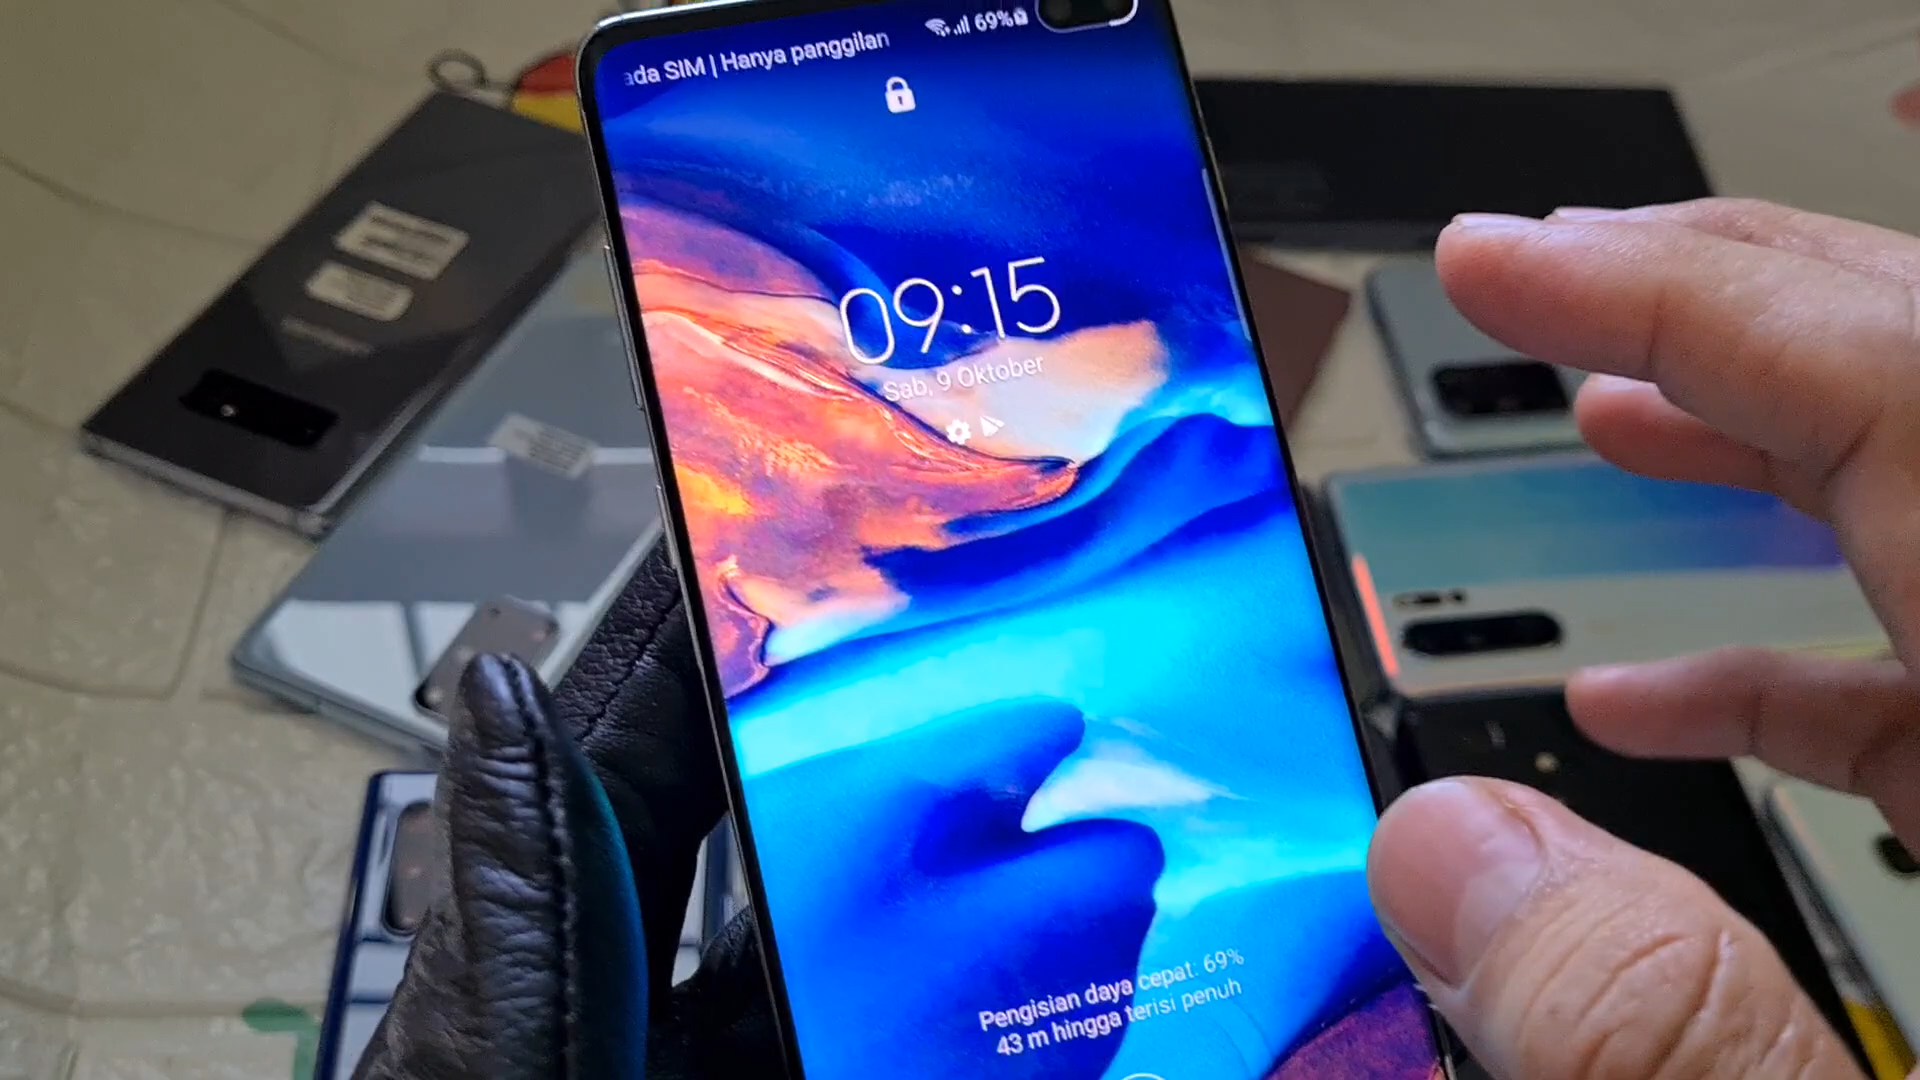 ada SIM | Hanya panggilan
69%
09:15
Sab, 9 Oktober
Pengisian daya cepat: 69%
43 m hingga terisi penuh